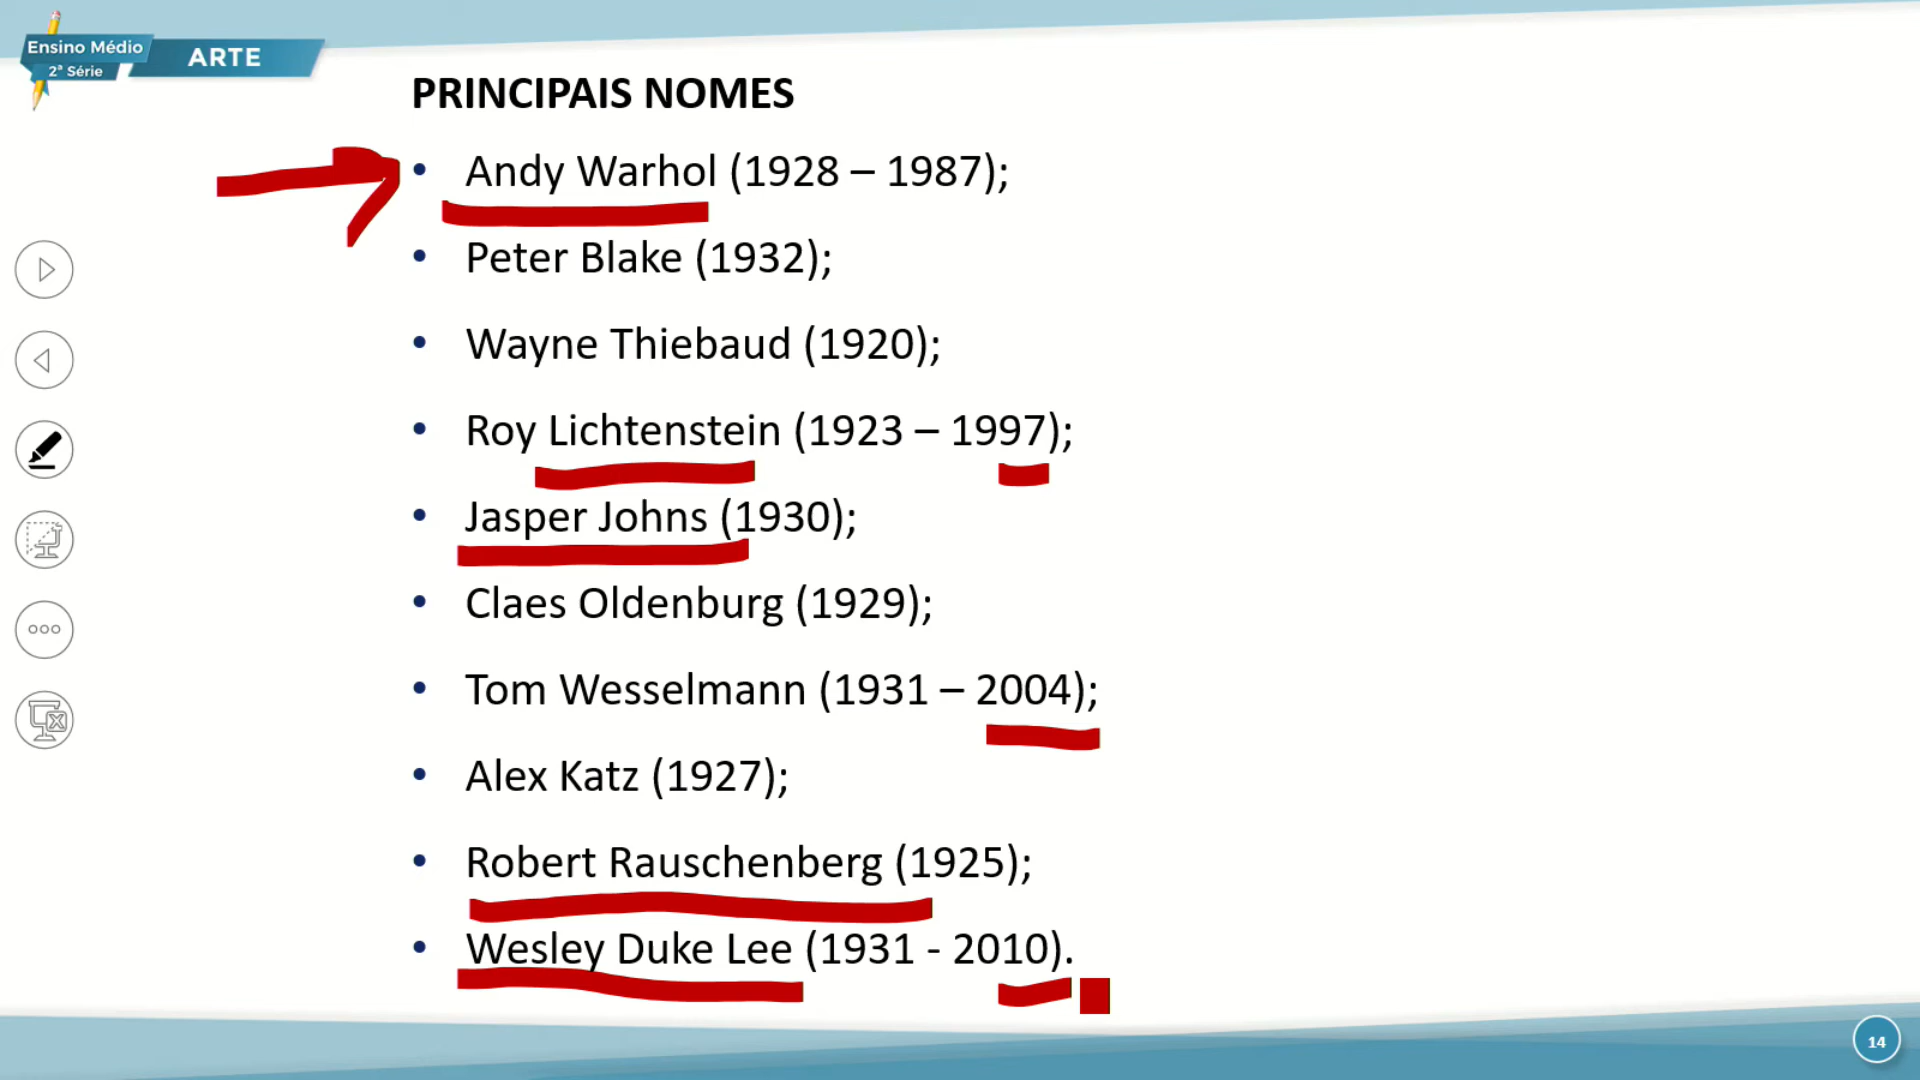 Ensino Médio
2ª Série
ARTE
PRINCIPAIS NOMES
• Andy Warhol (1928 – 1987);
• Peter Blake (1932);
• Wayne Thiebaud (1920);
• Roy Lichtenstein (1923 – 1997);
• Jasper Johns (1930);
• Claes Oldenburg (1929);
• Tom Wesselmann (1931 – 2004);
• Alex Katz (1927);
• Robert Rauschenberg (1925);
• Wesley Duke Lee (1931 - 2010).
14